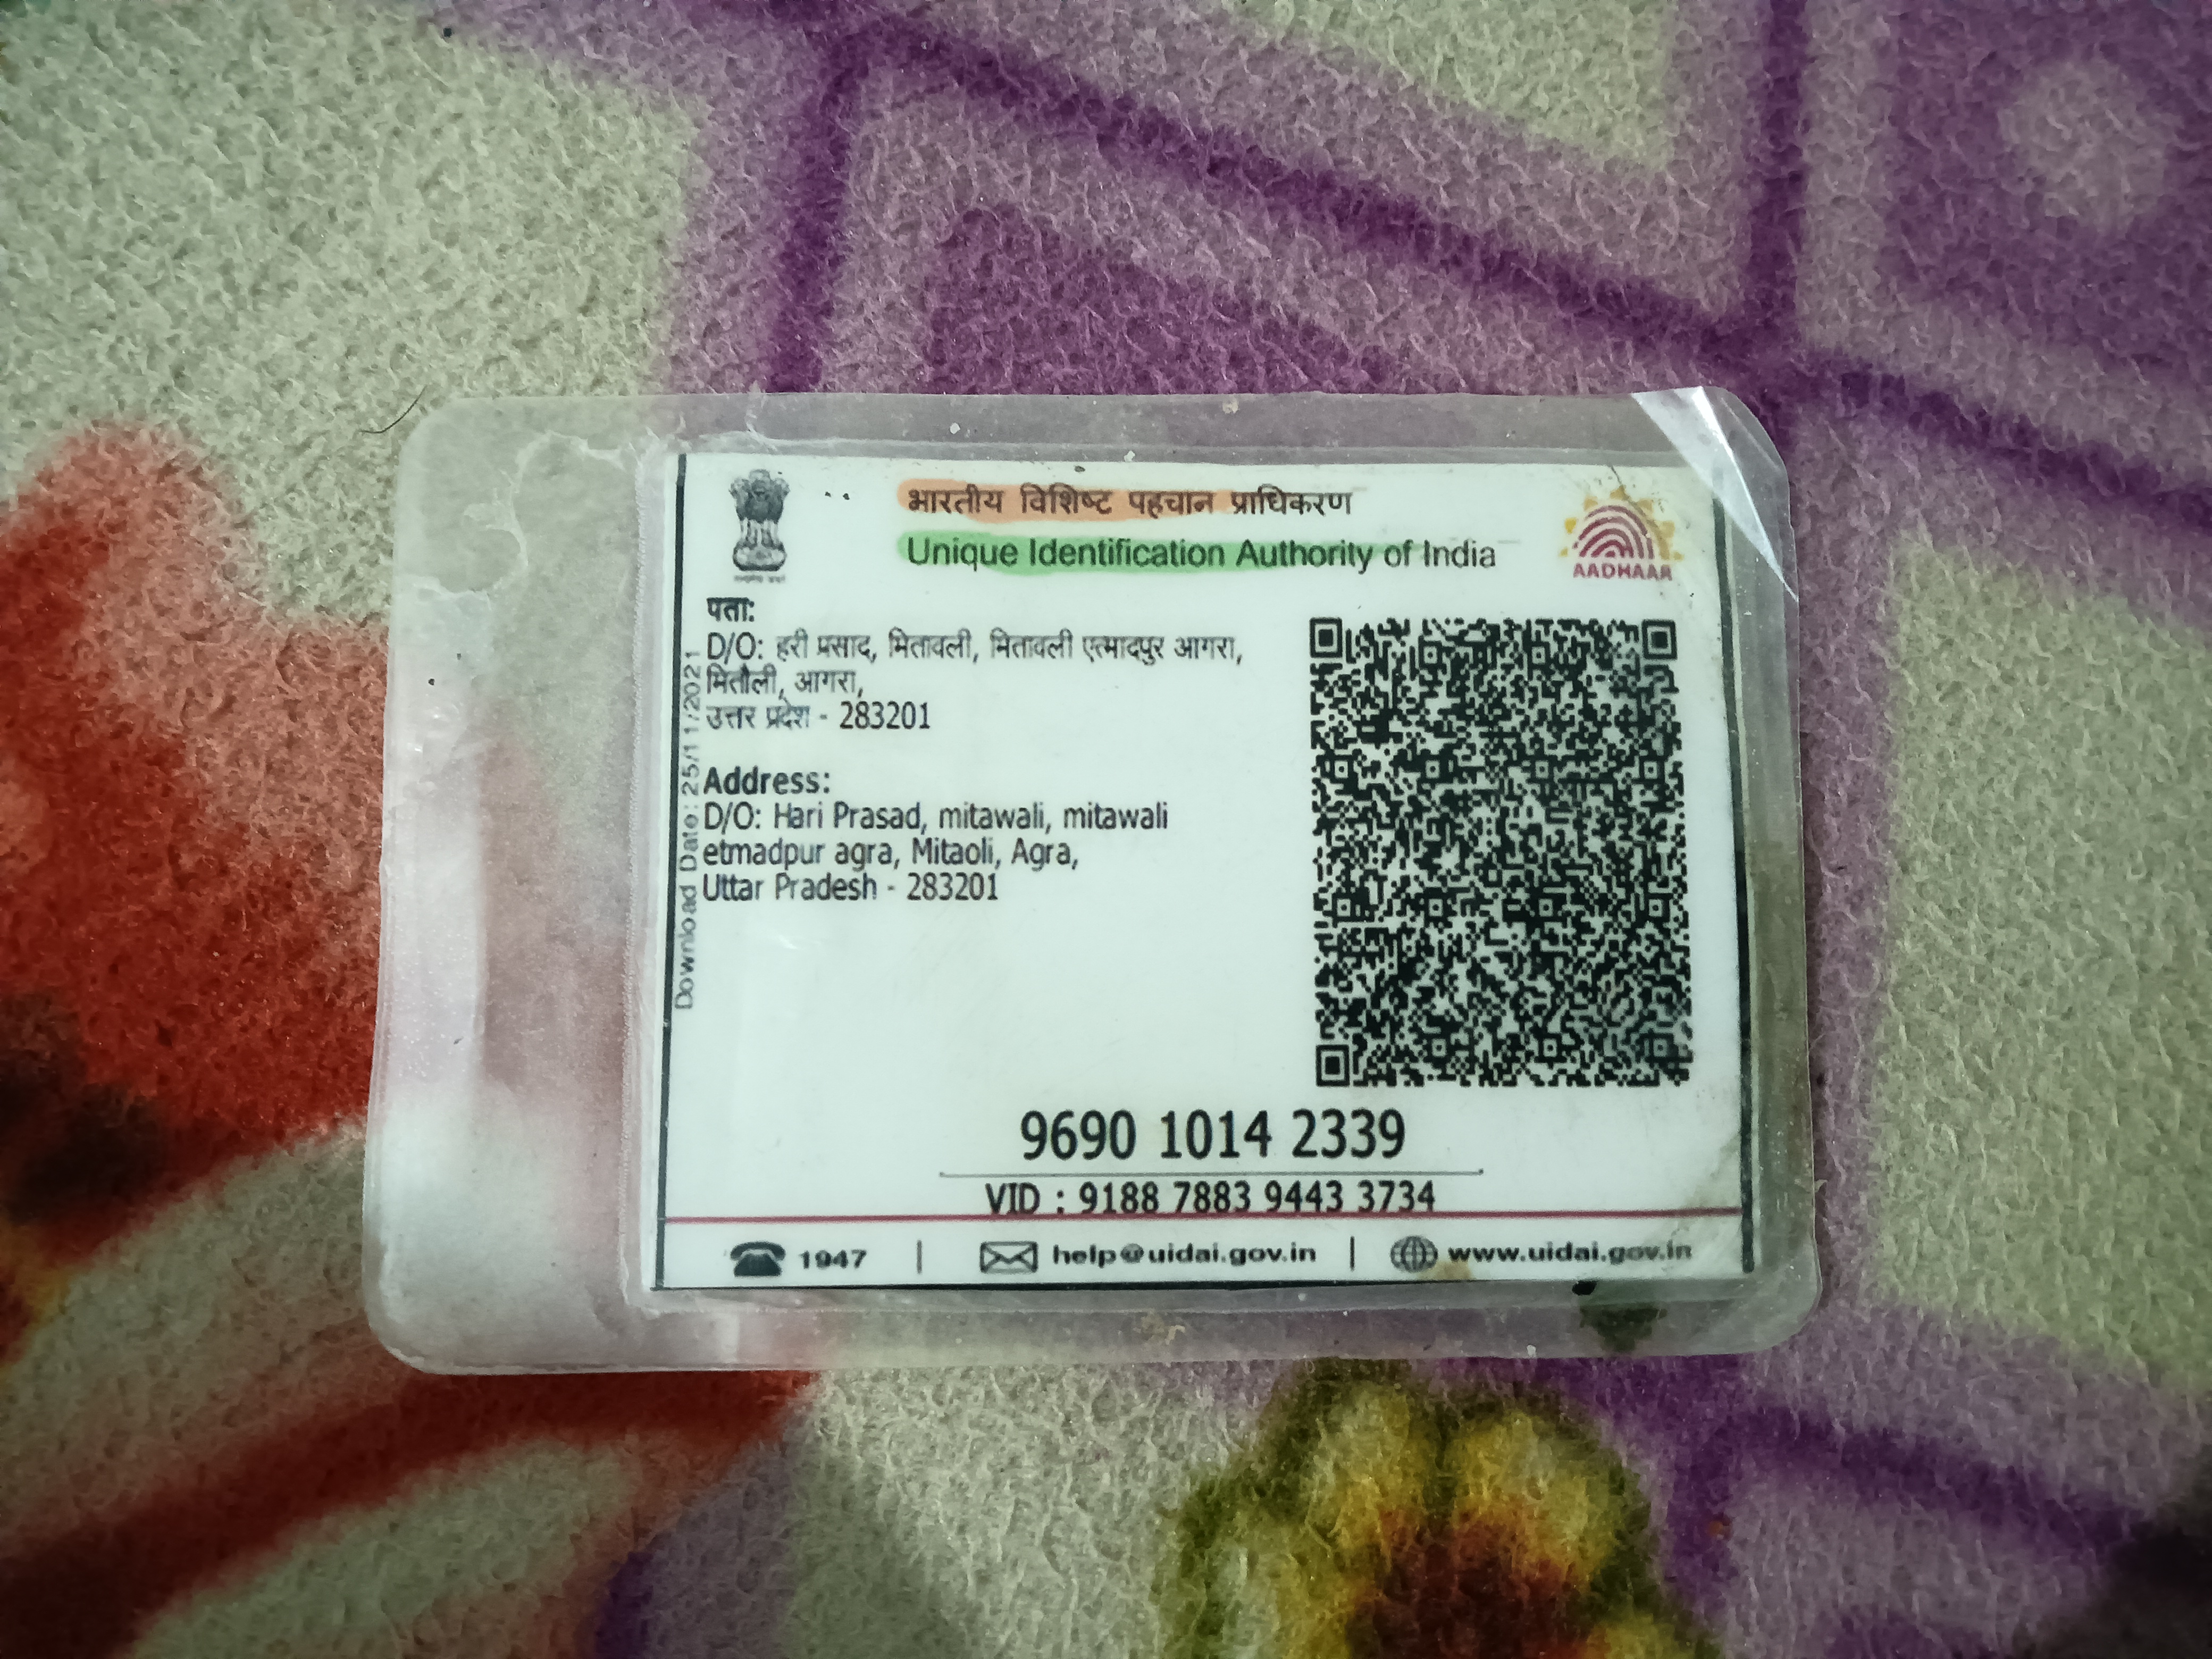 भारतीय विशिष्ट पहचान प्राधिकरण
Unique Identification Authority of India
AADHAAR
पता:
D/O: हरी प्रसाद, मितावली, मितावली एत्मादपुर आगरा,
मितौली, आगरा,
उत्तर प्रदेश - 283201
Address:
D/O: Hari Prasad, mitawali, mitawali
etmadpur agra, Mitaoli, Agra,
Uttar Pradesh - 283201
Download Date: 25/11/2021
9690 1014 2339
VID : 9188 7883 9443 3734
1947 | help@uidai.gov.in | www.uidai.gov.in